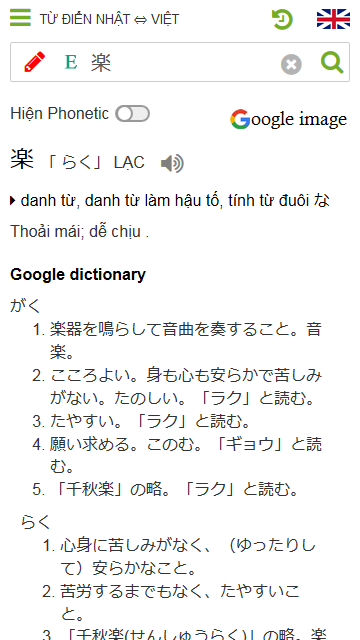 TỪ ĐIỂN NHẬT ⇔ VIỆT
E 楽
Hiện Phonetic
Google image
楽 「 らく」 LẠC
danh từ, danh từ làm hậu tố, tính từ đuôi な
Thoải mái; dễ chịu .
Google dictionary
がく
1. 楽器を鳴らして音曲を奏すること。音
楽。
2. こころよい。身も心も安らかで苦しみ
がない。たのしい。「ラク」と読む。
3. たやすい。「ラク」と読む。
4. 願い求める。このむ。「ギョウ」と読
む。
5. 「千秋楽」の略。「ラク」と読む。
らく
1. 心身に苦しみがなく、（ゆったりし
て）安らかなこと。
2. 苦労するまでもなく、たやすいこ
と。
3. 「千秋楽(せんしゅうらく)」の略。楽